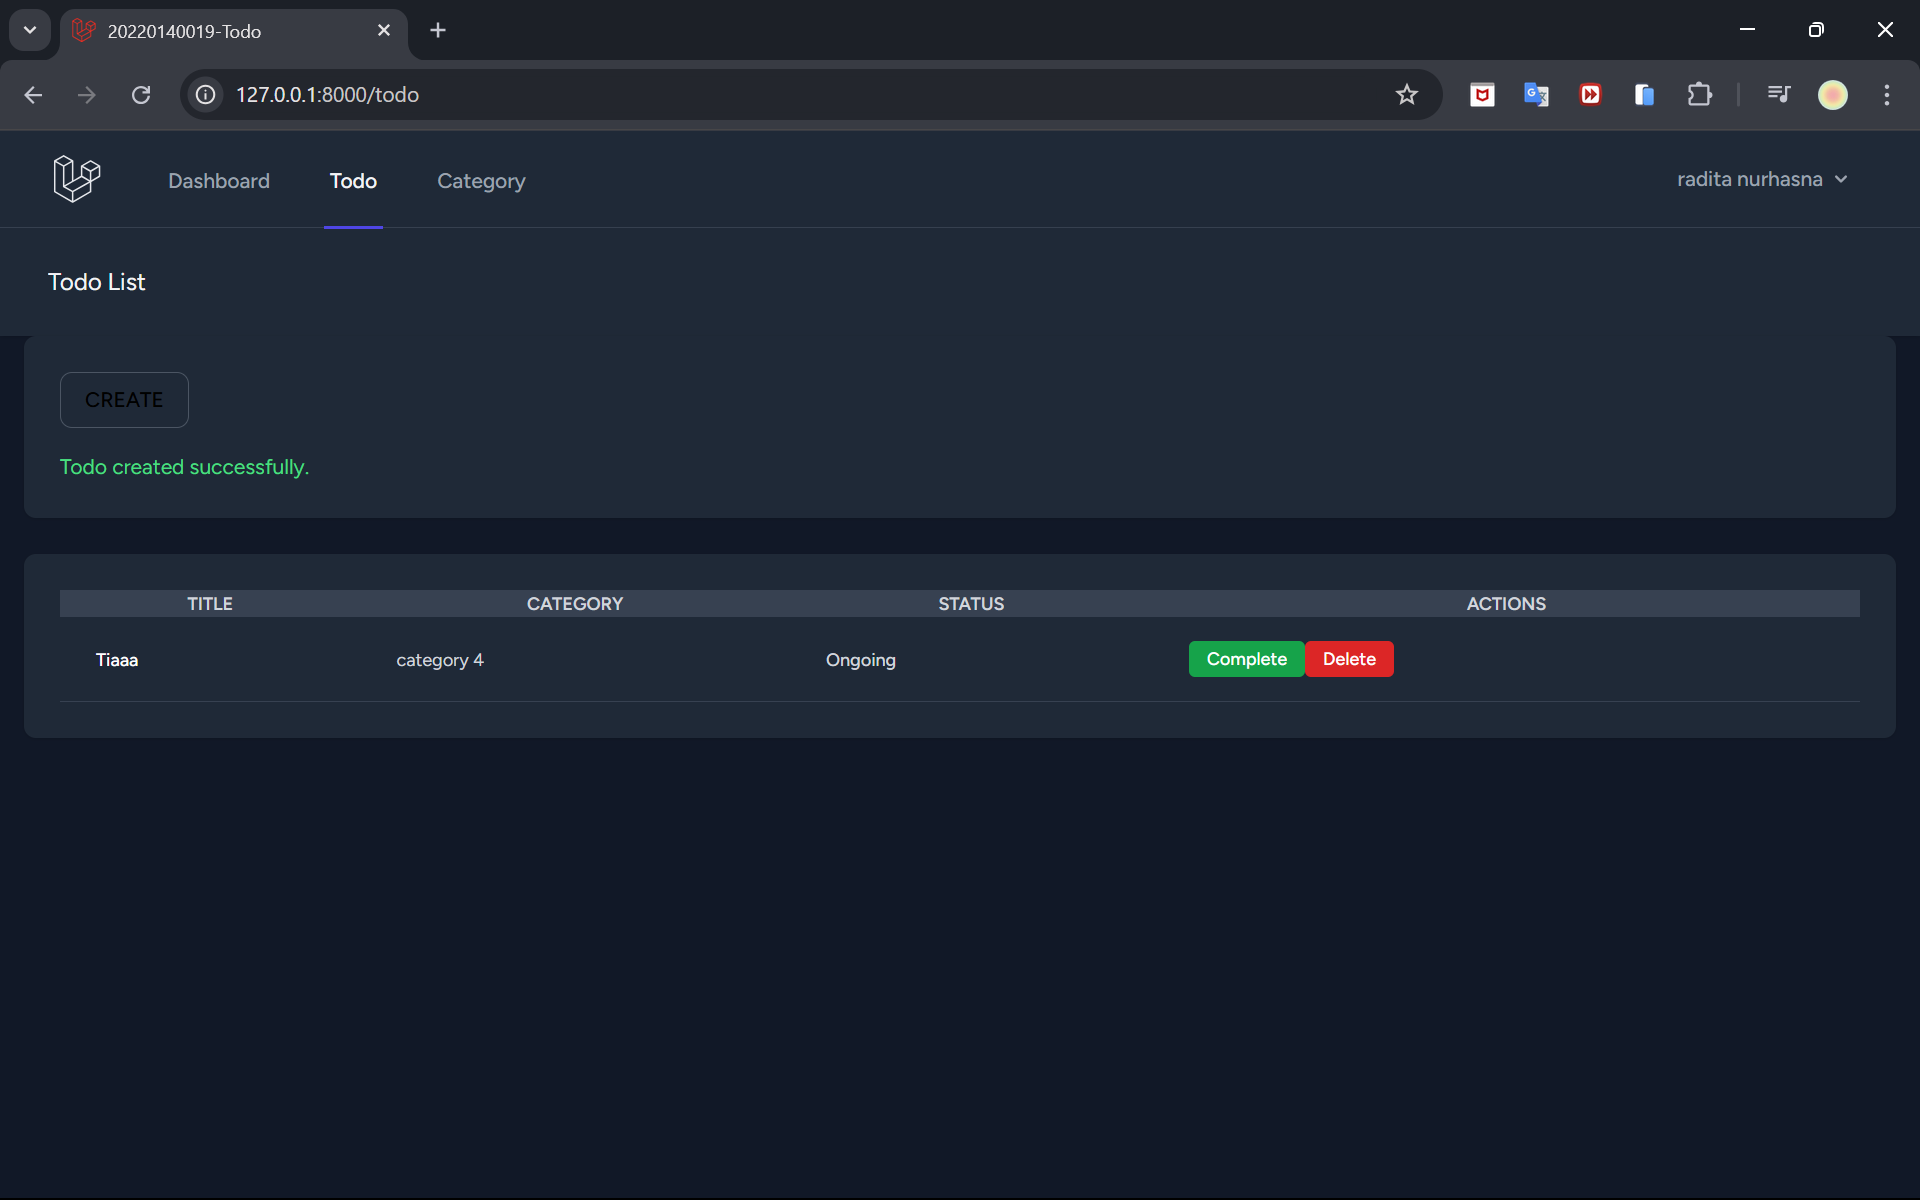 20220140019-Todo
127.0.0.1:8000/todo
Dashboard Todo Category radita nurhasna
Todo List
CREATE
Todo created successfully.
TITLE CATEGORY STATUS ACTIONS
Tiaaa category 4 Ongoing Complete Delete